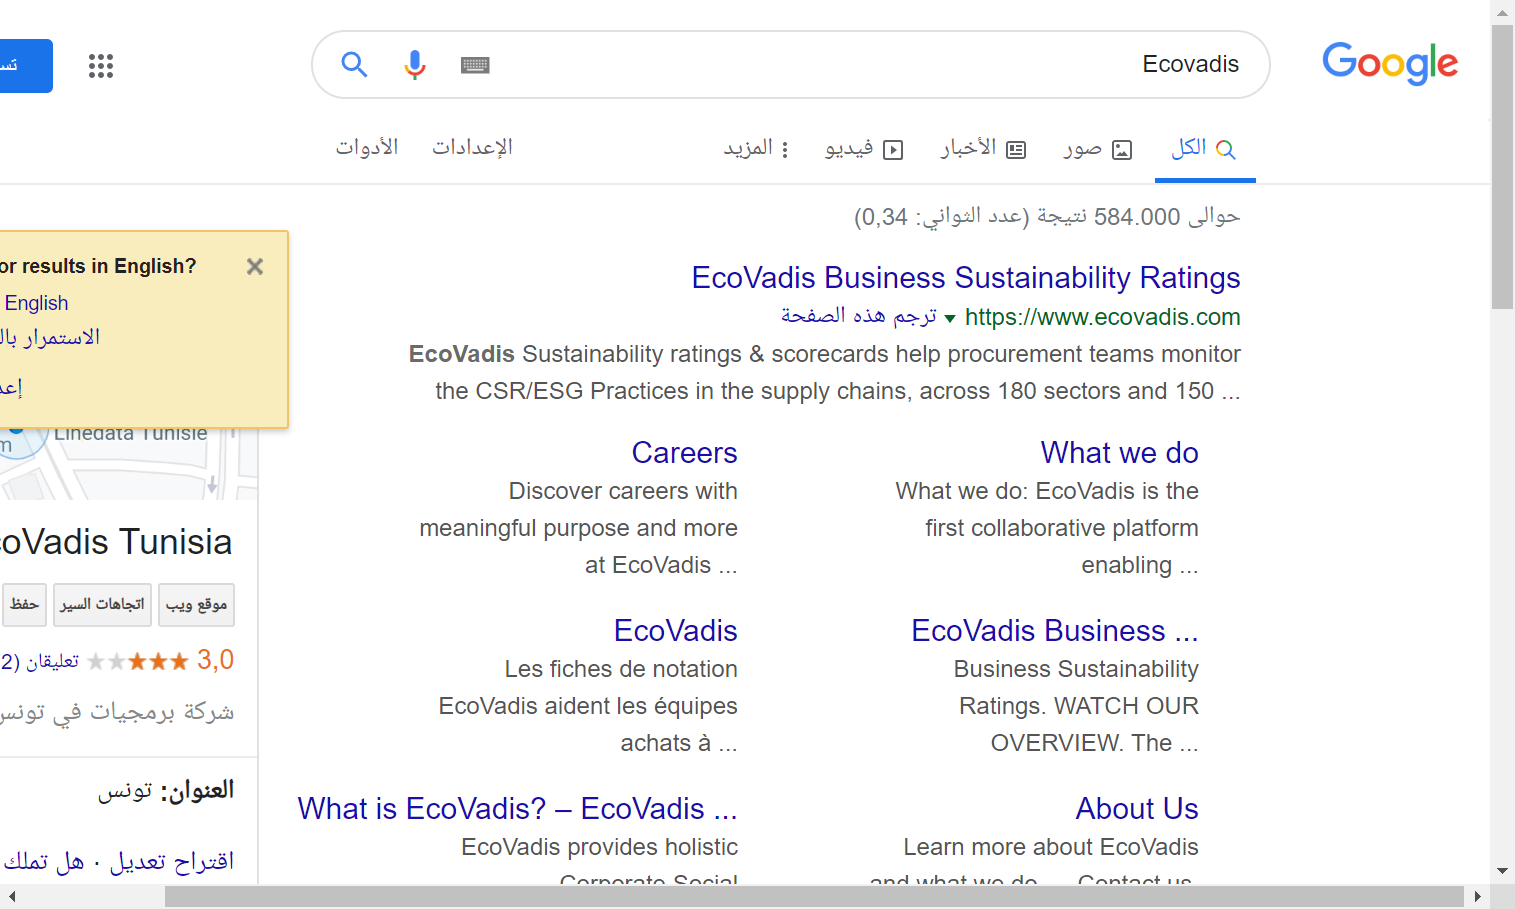 Google
Ecovadis
الكل
صور
الأخبار
فيديو
المزيد
الإعدادات
الأدوات
حوالى 584.000 نتيجة (عدد الثواني: 0,34)
EcoVadis Business Sustainability Ratings
https://www.ecovadis.com ترجم هذه الصفحة
EcoVadis Sustainability ratings & scorecards help procurement teams monitor
the CSR/ESG Practices in the supply chains, across 180 sectors and 150 ...
What we do
What we do: EcoVadis is the
first collaborative platform
enabling ...
Careers
Discover careers with
meaningful purpose and more
at EcoVadis ...
EcoVadis Business ...
Business Sustainability
Ratings. WATCH OUR
OVERVIEW. The ...
EcoVadis
Les fiches de notation
EcoVadis aident les équipes
achats à ...
About Us
Learn more about EcoVadis
and what we do ... Contact us.
What is EcoVadis? – EcoVadis ...
EcoVadis provides holistic
Corporate Social
or results in English?
English
الاستمرار
Linedata Tunisie
EcoVadis Tunisia
موقع ويب
اتجاهات السير
حفظ
3,0 تعليقان (2
شركة برمجيات في تونس
العنوان: تونس
اقتراح تعديل · هل تملك